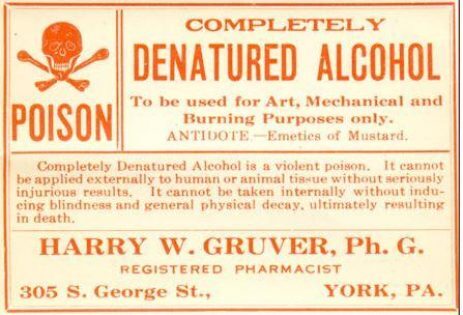 POISON
COMPLETELY
DENATURED ALCOHOL
To be used for Art, Mechanical and
Burning Purposes only.
ANTIDOTE—Emetics of Mustard.
Completely Denatured Alcohol is a violent poison. It cannot
be applied externally to human or animal tissue without seriously
injurious results. It cannot be taken internally without indu-
cing blindness and general physical decay, ultimately resulting
in death.
HARRY W. GRUVER, Ph. G.
REGISTERED PHARMACIST
305 S. George St., YORK, PA.